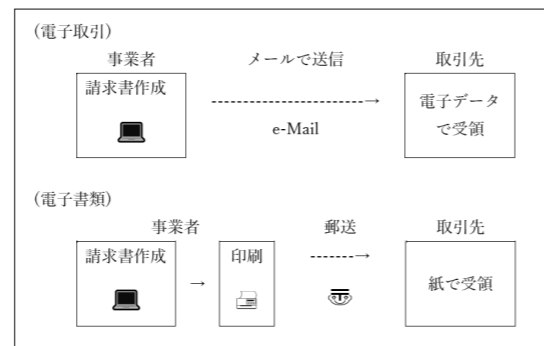 (電子取引)
事業者 メールで送信 取引先
請求書作成
e-Mail
電子データ
で受領
(電子書類)
事業者 郵送 取引先
請求書作成 → 印刷
紙で受領